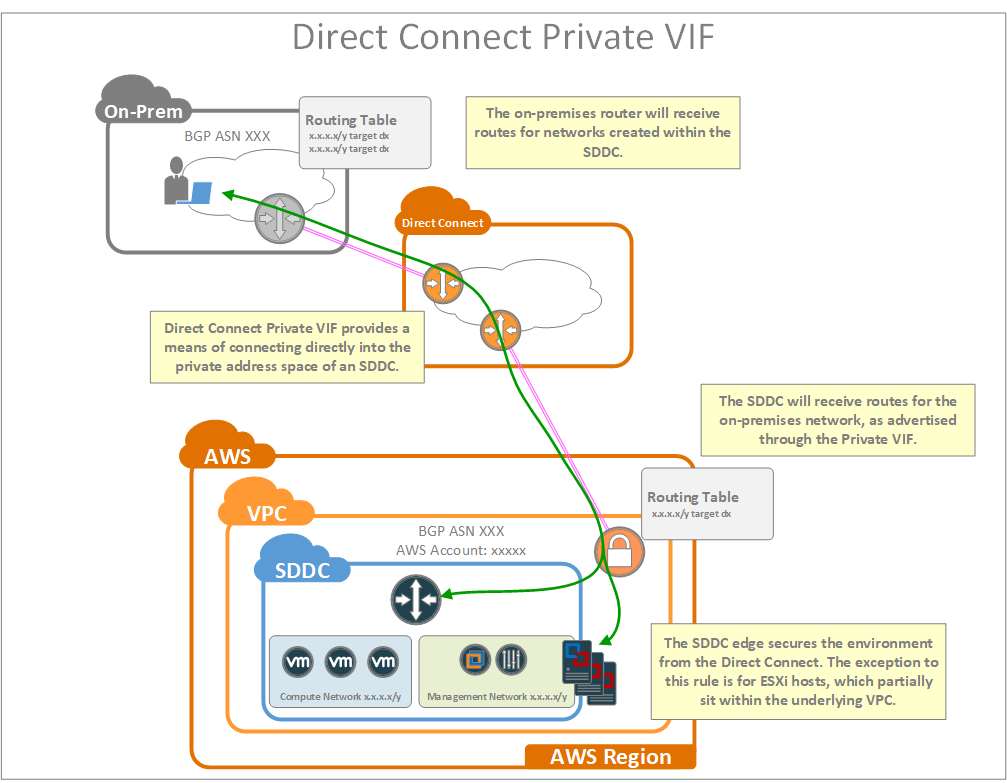 Direct Connect Private VIF
On-Prem
BGP ASN XXX
Routing Table
x.x.x.x/y target dx
x.x.x.x/y target dx
The on-premises router will receive
routes for networks created within the
SDDC.
Direct Connect
Direct Connect Private VIF provides a
means of connecting directly into the
private address space of an SDDC.
The SDDC will receive routes for the
on-premises network, as advertised
through the Private VIF.
AWS
Routing Table
x.x.x.x/y target dx
VPC
BGP ASN XXX
AWS Account: xxxxx
SDDC
vm
vm
vm
Compute Network x.x.x.x/y
Management Network x.x.x.x/y
The SDDC edge secures the environment
from the Direct Connect. The exception to
this rule is for ESXi hosts, which partially
sit within the underlying VPC.
AWS Region